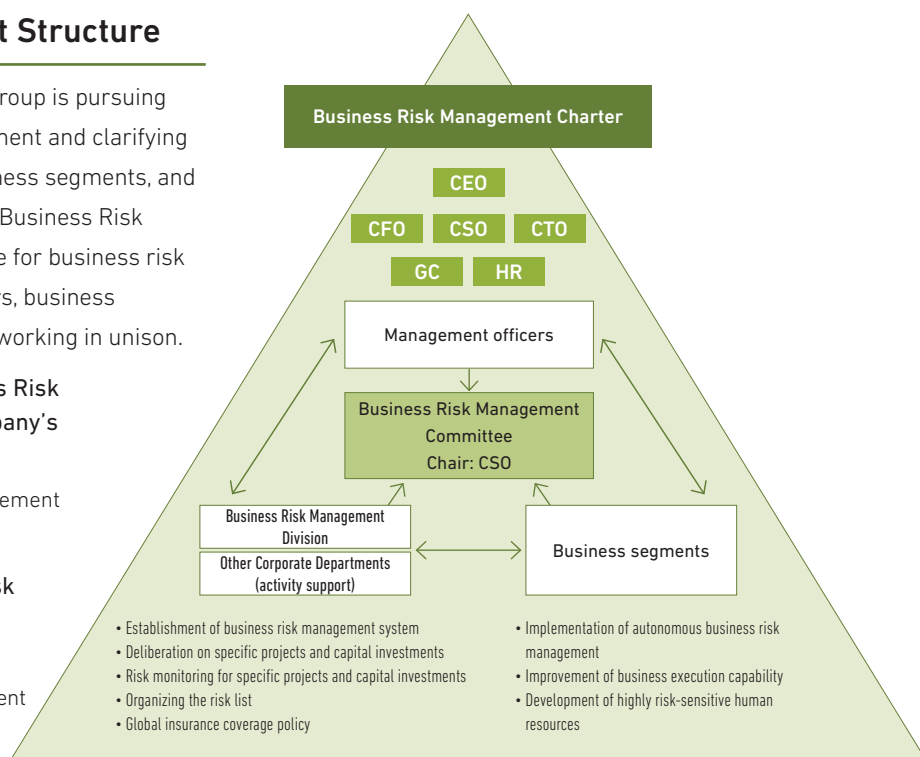 t Structure
roup is pursuing
ment and clarifying
ness segments, and
Business Risk
e for business risk
rs, business
working in unison.
s Risk
pany's
ement
sk
ent
Business Risk Management Charter
CEO
CFO CSO CTO
GC HR
Management officers
Business Risk Management
Committee
Chair: CSO
Business Risk Management
Division
Other Corporate Departments
(activity support)
Business segments
• Establishment of business risk management system
• Deliberation on specific projects and capital investments
• Risk monitoring for specific projects and capital investments
• Organizing the risk list
• Global insurance coverage policy
• Implementation of autonomous business risk
management
• Improvement of business execution capability
• Development of highly risk-sensitive human
resources